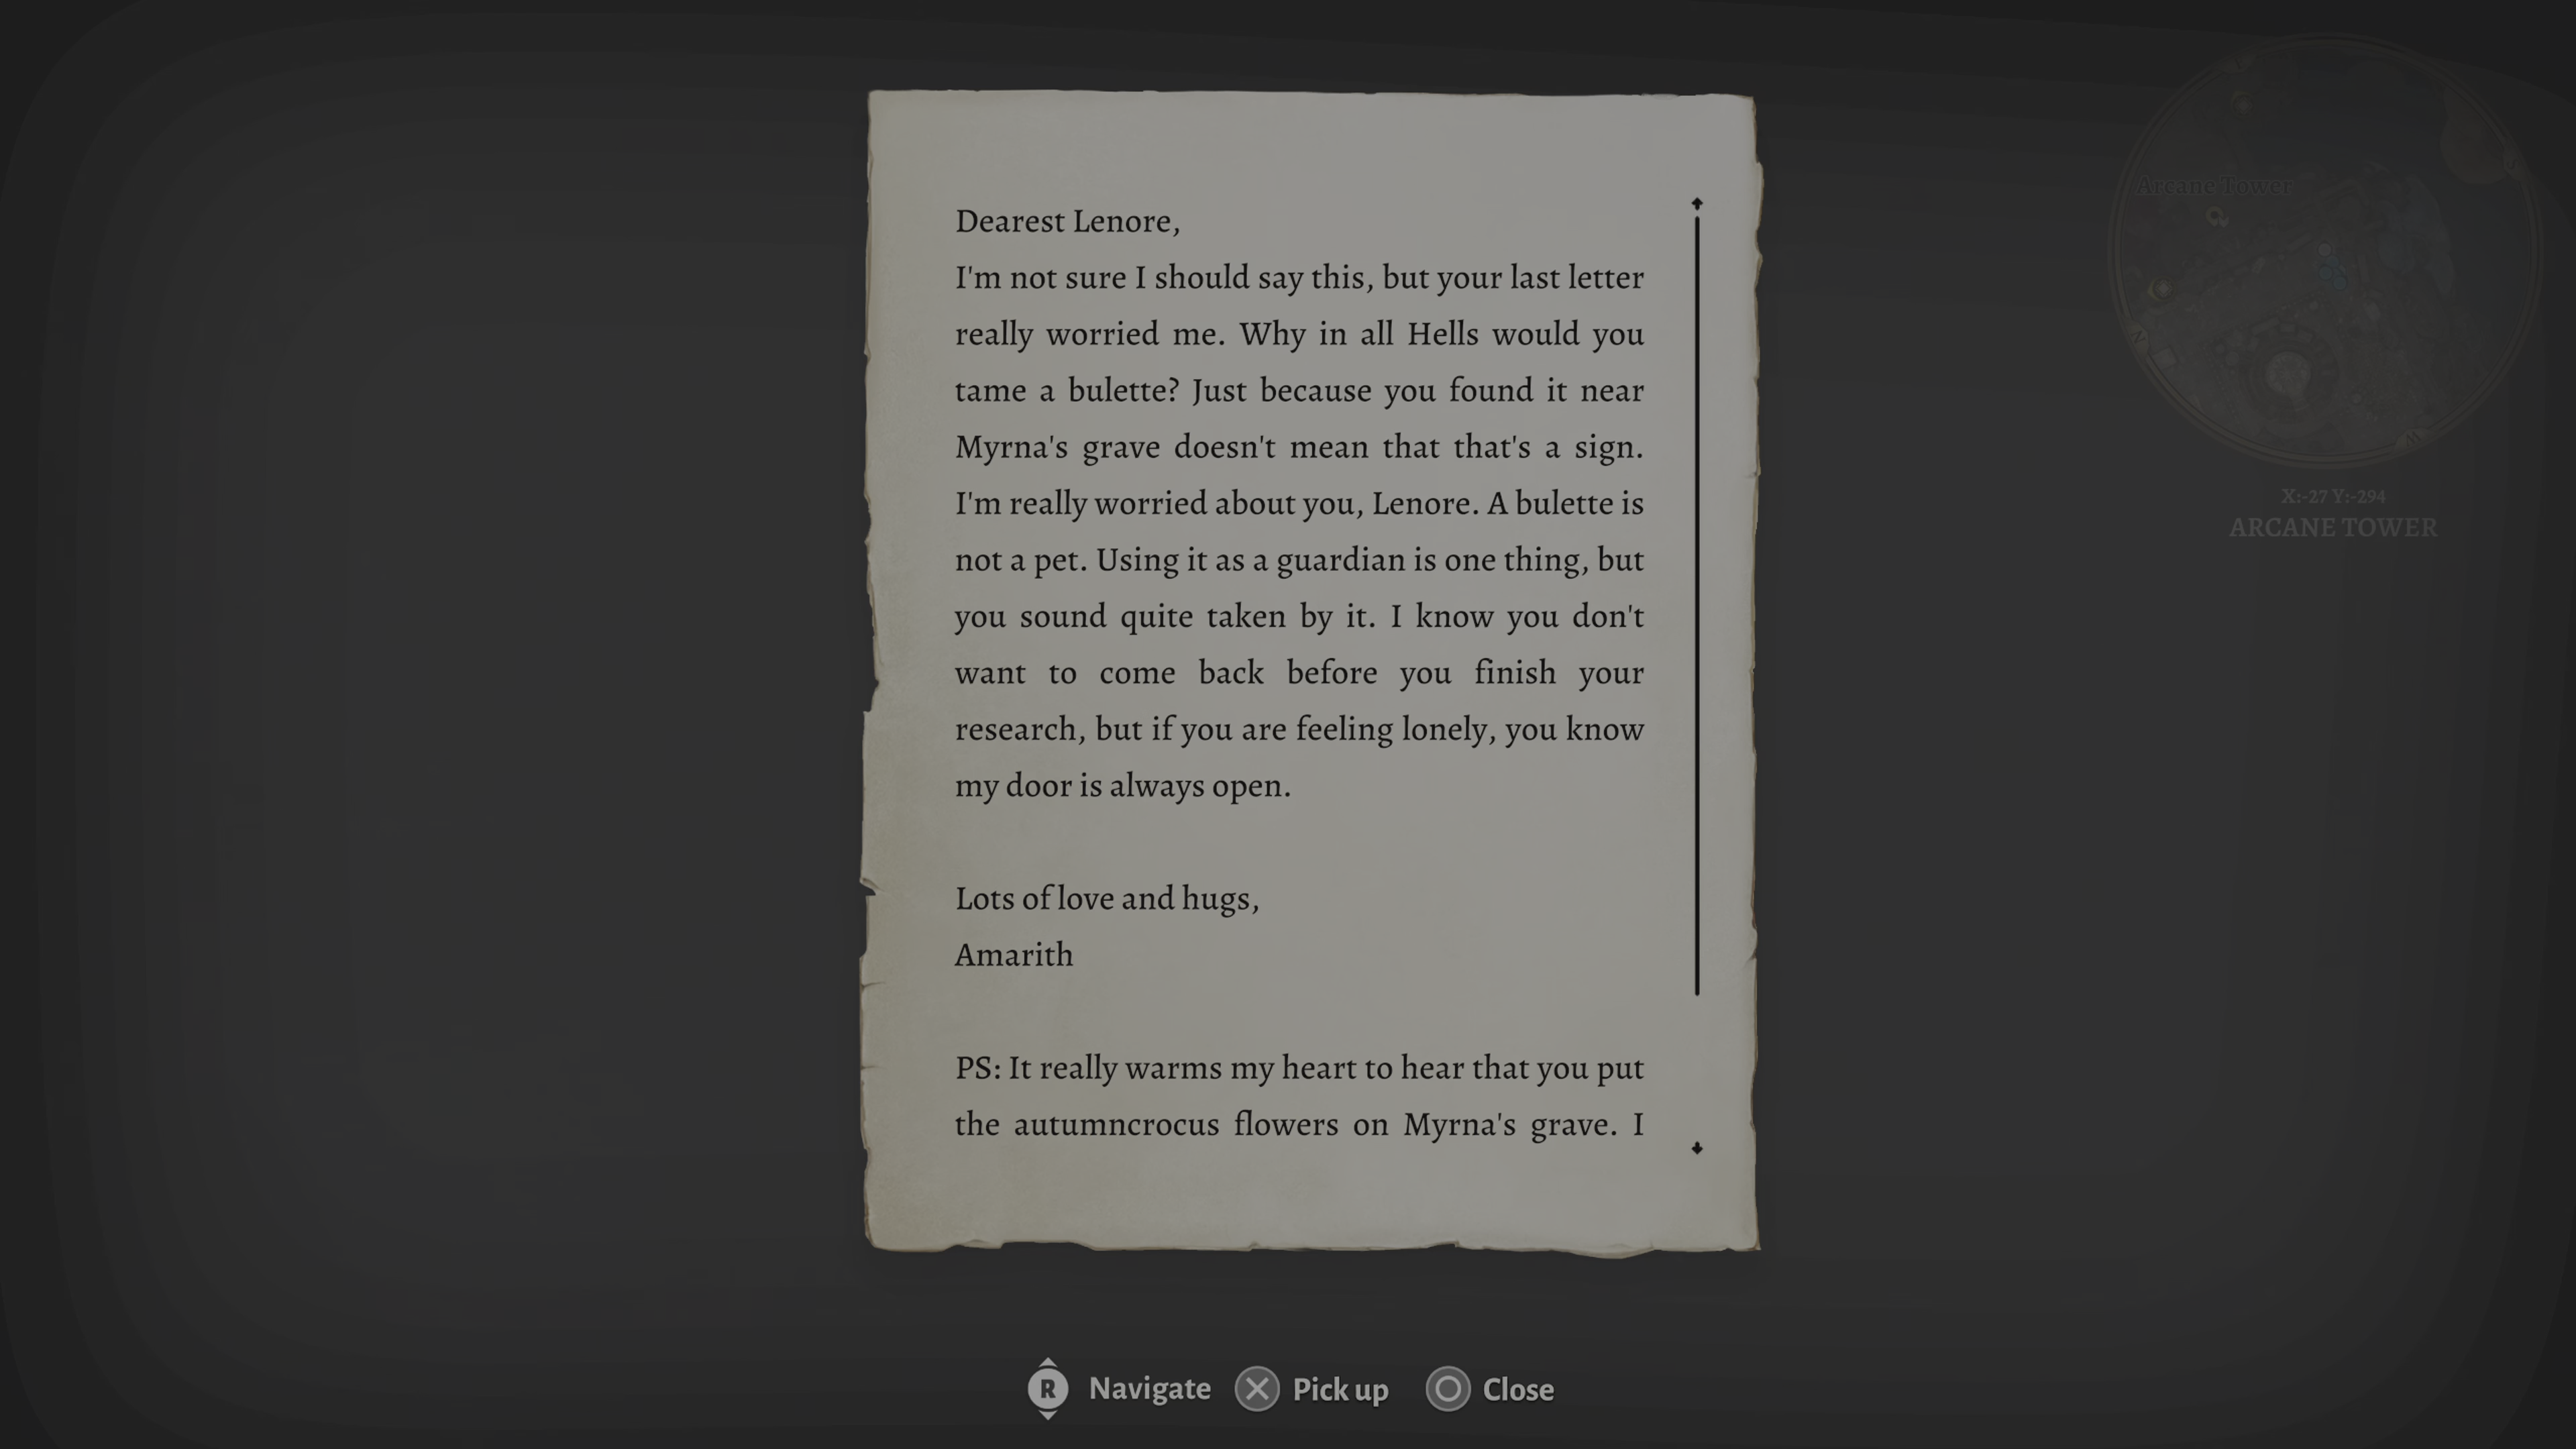 Dearest Lenore,
I'm not sure I should say this, but your last letter
really worried me. Why in all Hells would you
tame a bulette? Just because you found it near
Myrna's grave doesn't mean that that's a sign.
I'm really worried about you, Lenore. A bulette is
not a pet. Using it as a guardian is one thing, but
you sound quite taken by it. I know you don't
want to come back before you finish your
research, but if you are feeling lonely, you know
my door is always open.
Lots of love and hugs,
Amarith
PS: It really warms my heart to hear that you put
the autumncrocus flowers on Myrna's grave. I
Arcane Tower
X:-27 Y:-294
ARCANE TOWER
R Navigate Pick up Close